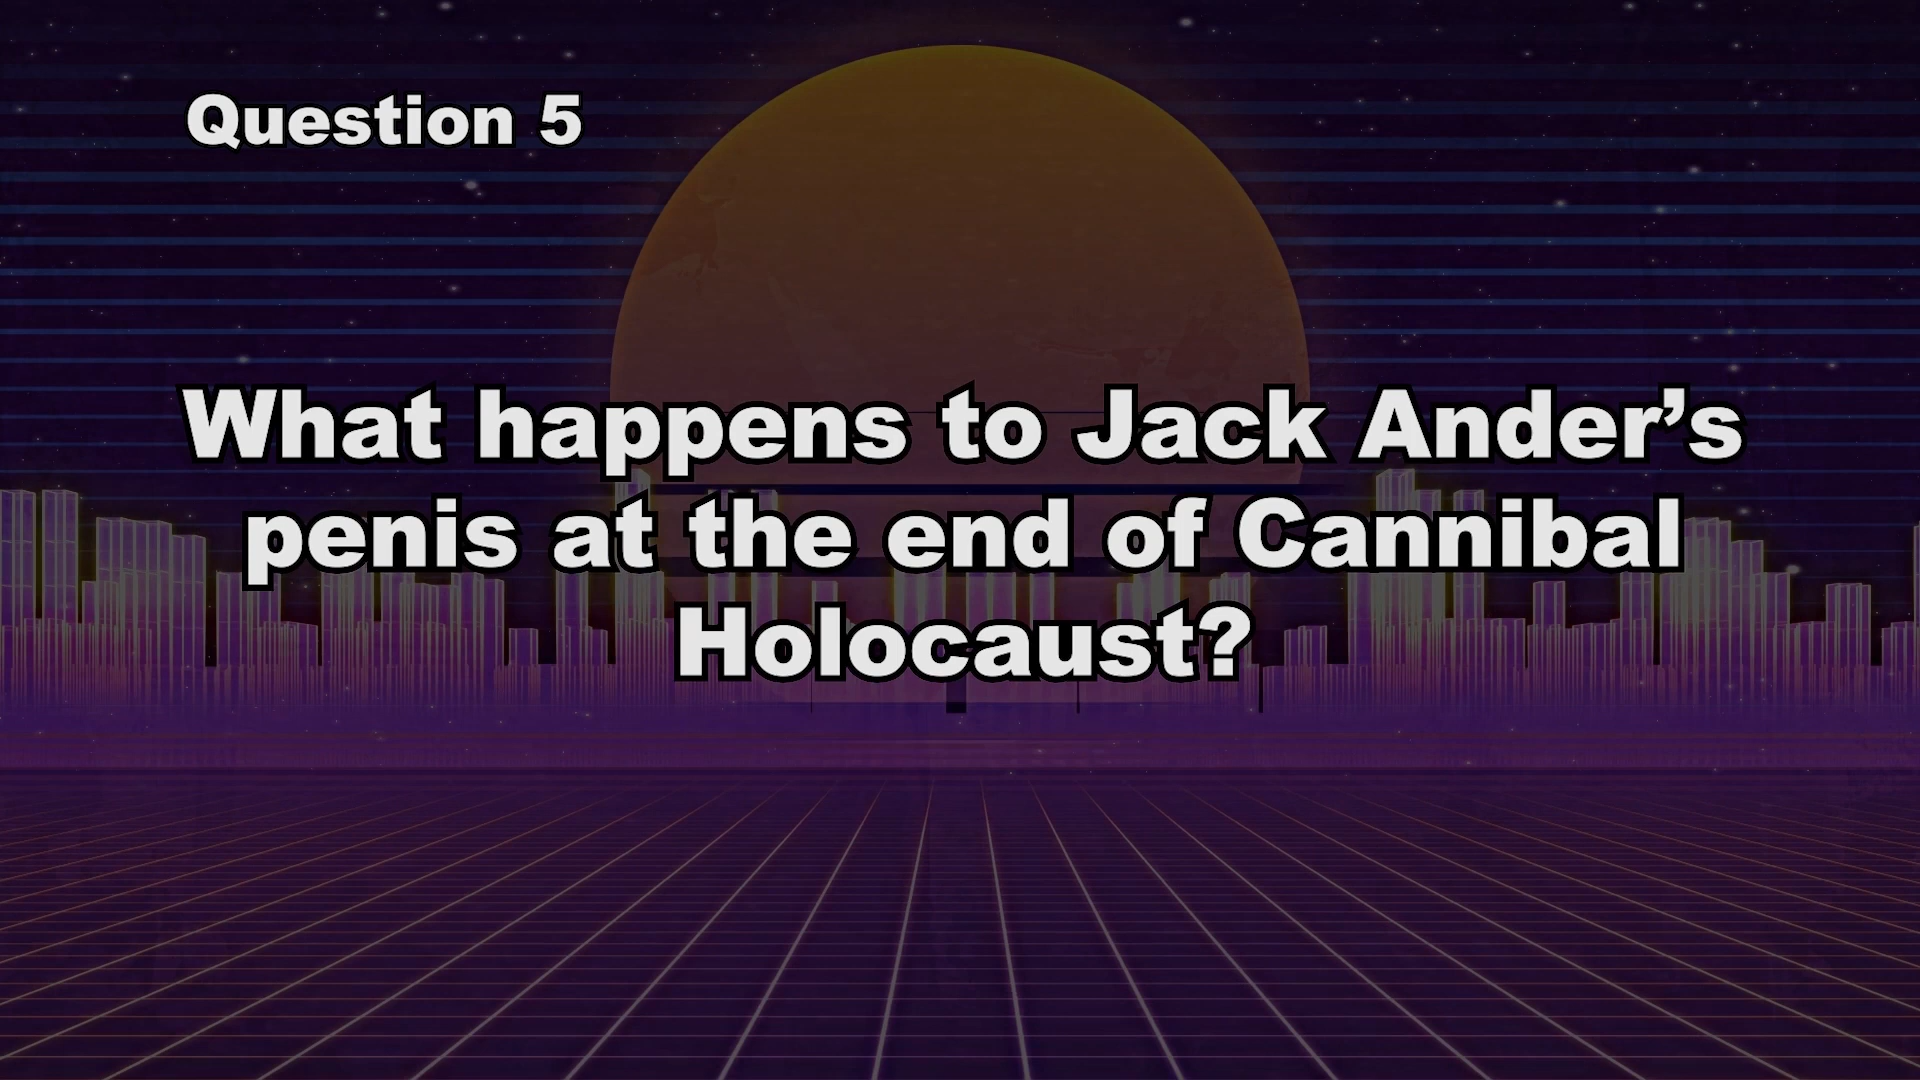 Question 5
What happens to Jack Ander’s
penis at the end of Cannibal
Holocaust?